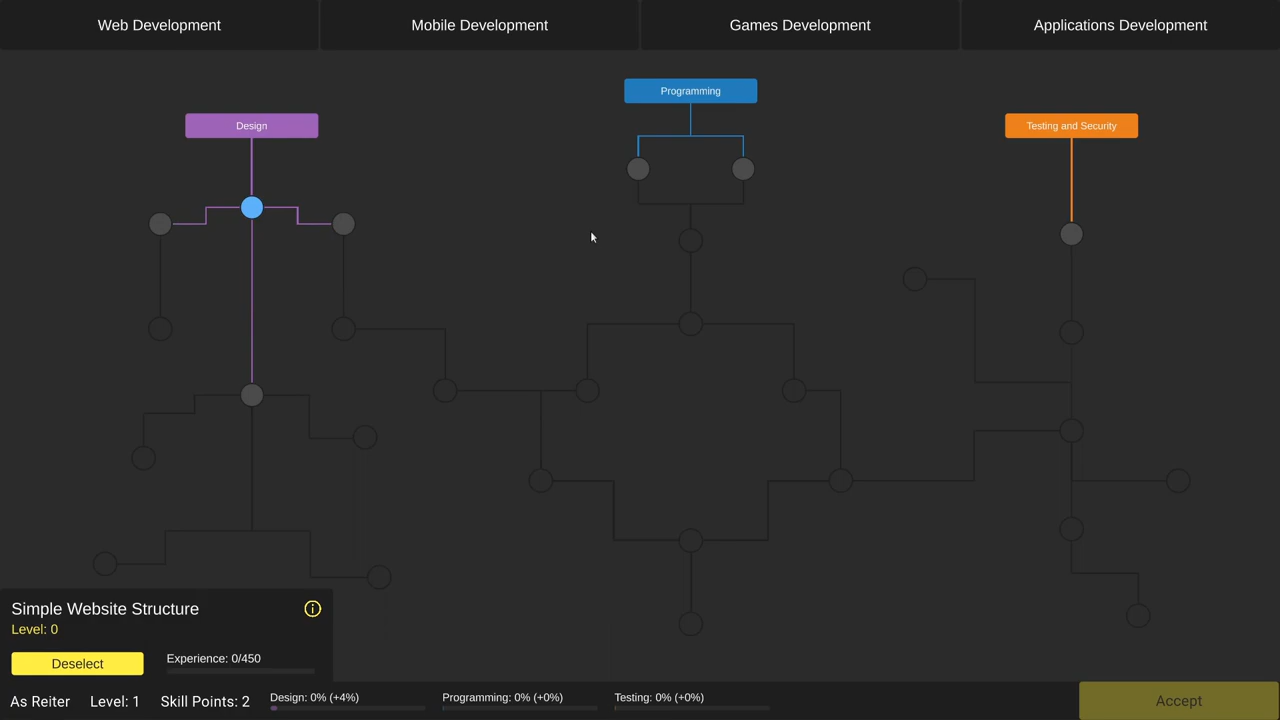 Web Development
Mobile Development
Games Development
Applications Development
Programming
Design
Testing and Security
Simple Website Structure
Level: 0
Deselect
Experience: 0/450
As Reiter
Level: 1
Skill Points: 2
Design: 0% (+4%)
Programming: 0% (+0%)
Testing: 0% (+0%)
Accept